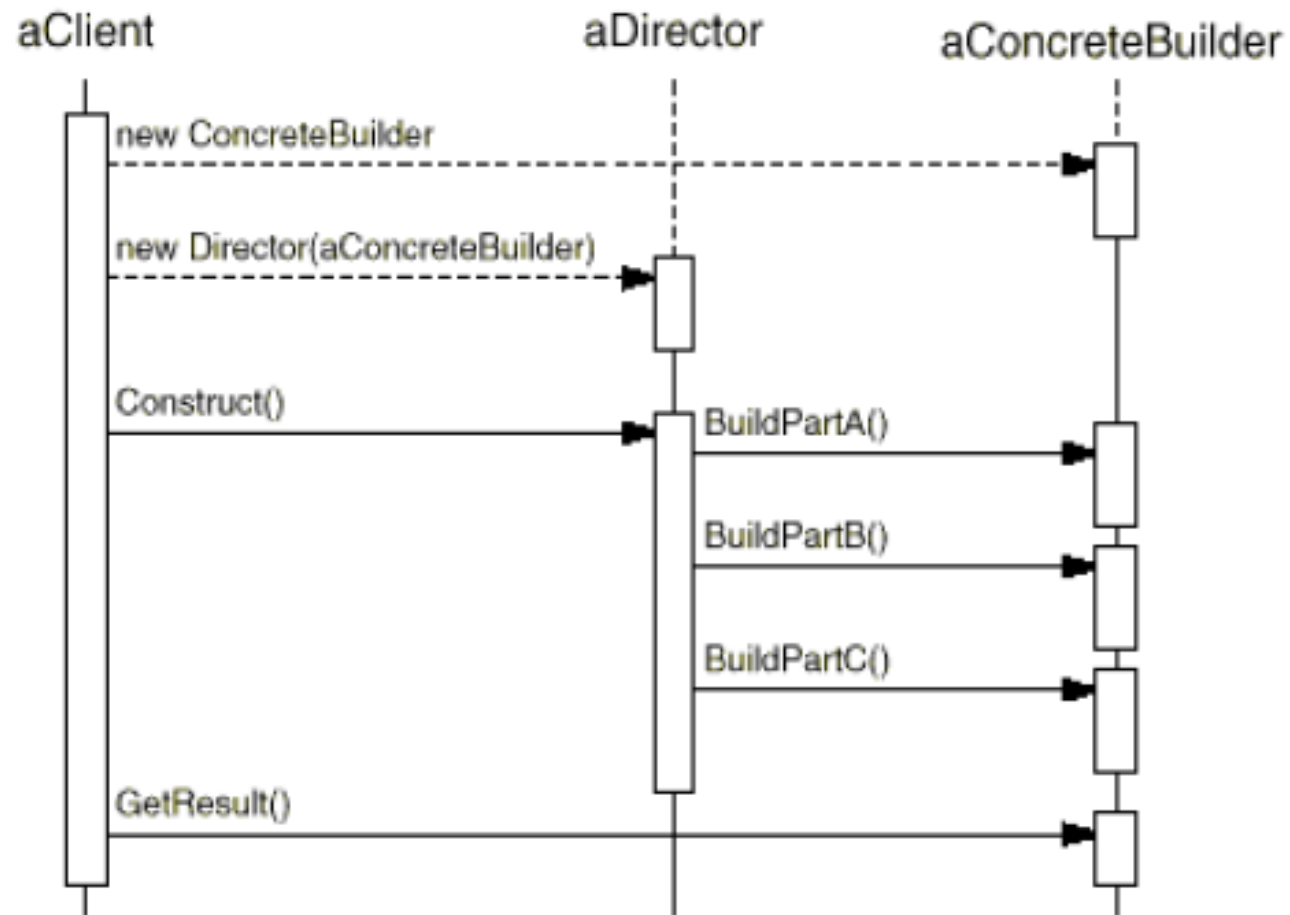 aClient
aDirector
aConcreteBuilder
new ConcreteBuilder
new Director(aConcreteBuilder)
Construct()
BuildPartA()
BuildPartB()
BuildPartC()
GetResult()